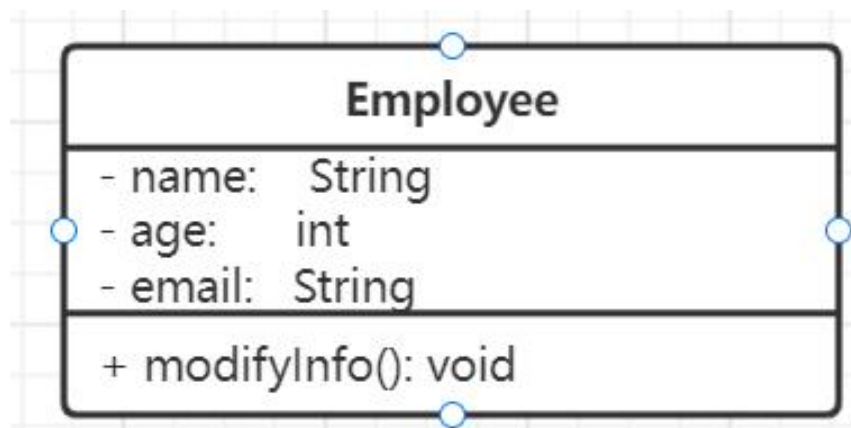 Employee
- name: String
- age: int
- email: String
+ modifyInfo(): void